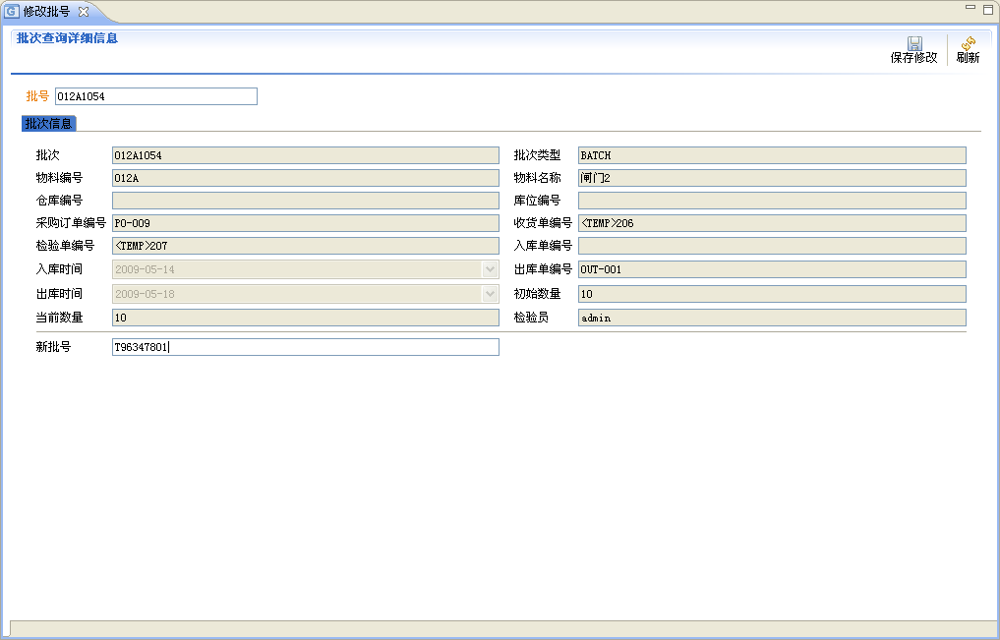 修改批号
批次查询详细信息
保存修改 刷新
批号 012A1054
批次信息
批次 012A1054 批次类型 BATCH
物料编号 012A 物料名称 闸门2
仓库编号 库位编号
采购订单编号 PO-009 收货单编号 <TEMP>206
检验单编号 <TEMP>207 入库单编号
入库时间 2009-05-14 出库单编号 OUT-001
出库时间 2009-05-18 初始数量 10
当前数量 10 检验员 admin
新批号 T96347801